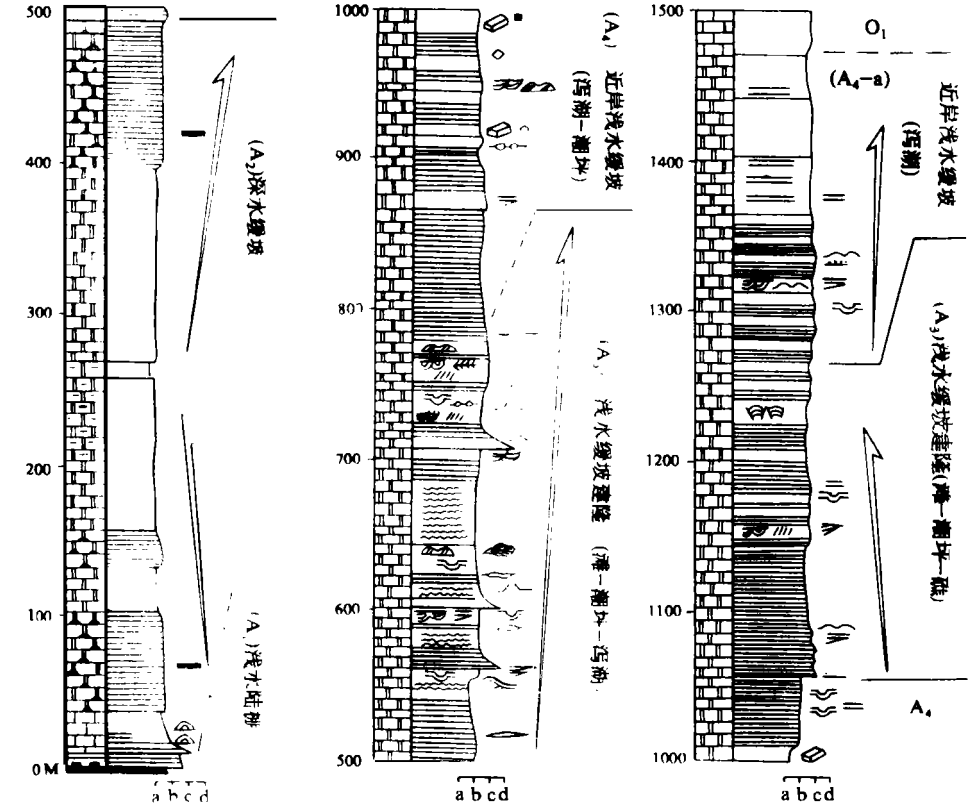 500
400
300
200
100
0M
(A₂)深水缓坡
(A₁)浅水陆棚
a b c d
1000
900
800
700
600
500
(A₄) 近岸浅水缓坡
(泻湖-潮坪)
(A₃) 浅水缓坡建隆 (滩-潮坪-泻湖)
a b c d
1500
1400
1300
1200
1100
1000
O₁
(A₄-a) 近岸浅水缓坡
(泻湖)
(A₃)浅水缓坡建隆(滩-潮坪-礁)
A₄
a b c d